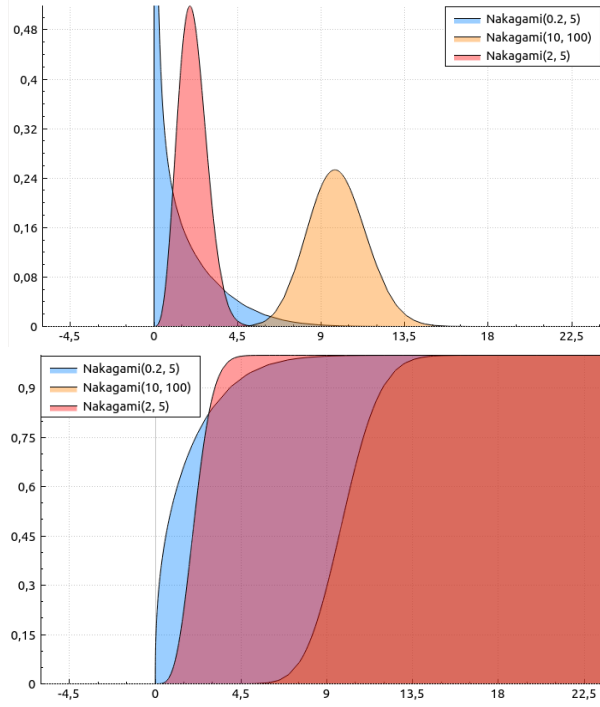 0,48
0,4
0,32
0,24
0,16
0,08
0
Nakagami(0.2, 5)
Nakagami(10, 100)
Nakagami(2, 5)
-4,5 0 4,5 9 13,5 18 22,5
Nakagami(0.2, 5)
Nakagami(10, 100)
Nakagami(2, 5)
0,9
0,75
0,6
0,45
0,3
0,15
0
-4,5 0 4,5 9 13,5 18 22,5